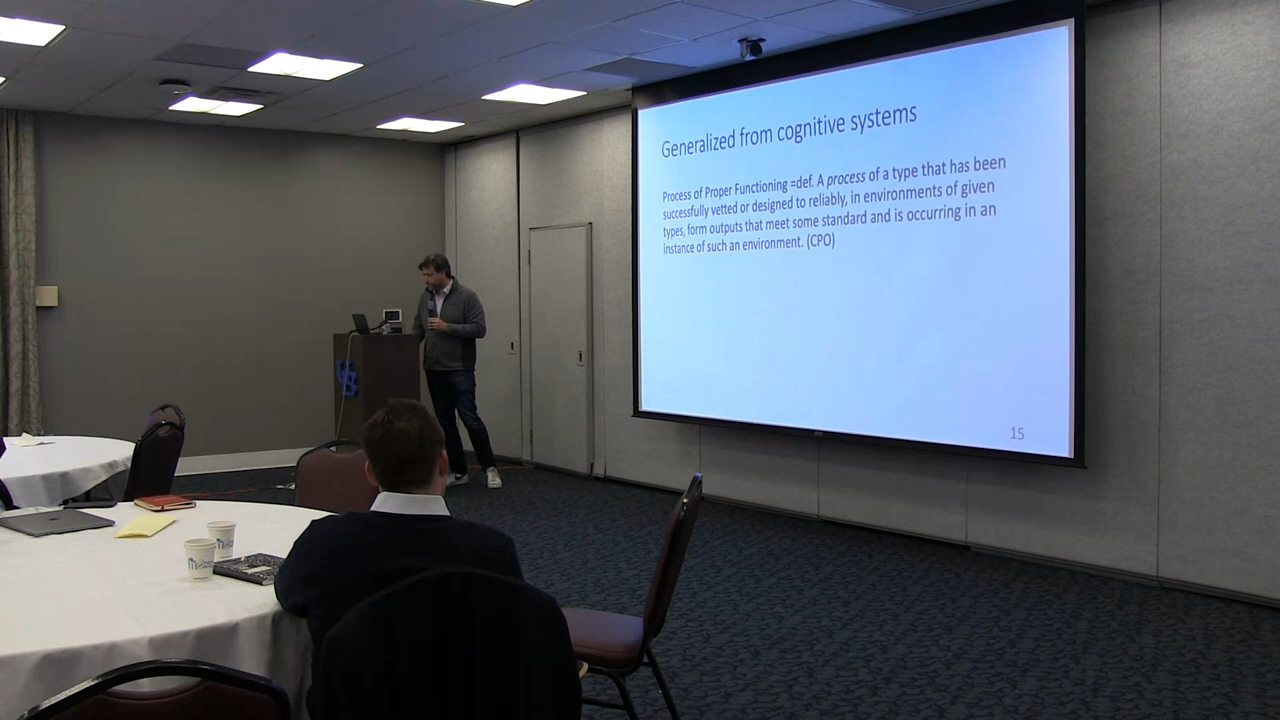 Generalized from cognitive systems
Process of Proper Functioning =def. A process of a type that has been
successfully vetted or designed to reliably, in environments of given
types, form outputs that meet some standard and is occurring in an
instance of such an environment. (CPO)
15